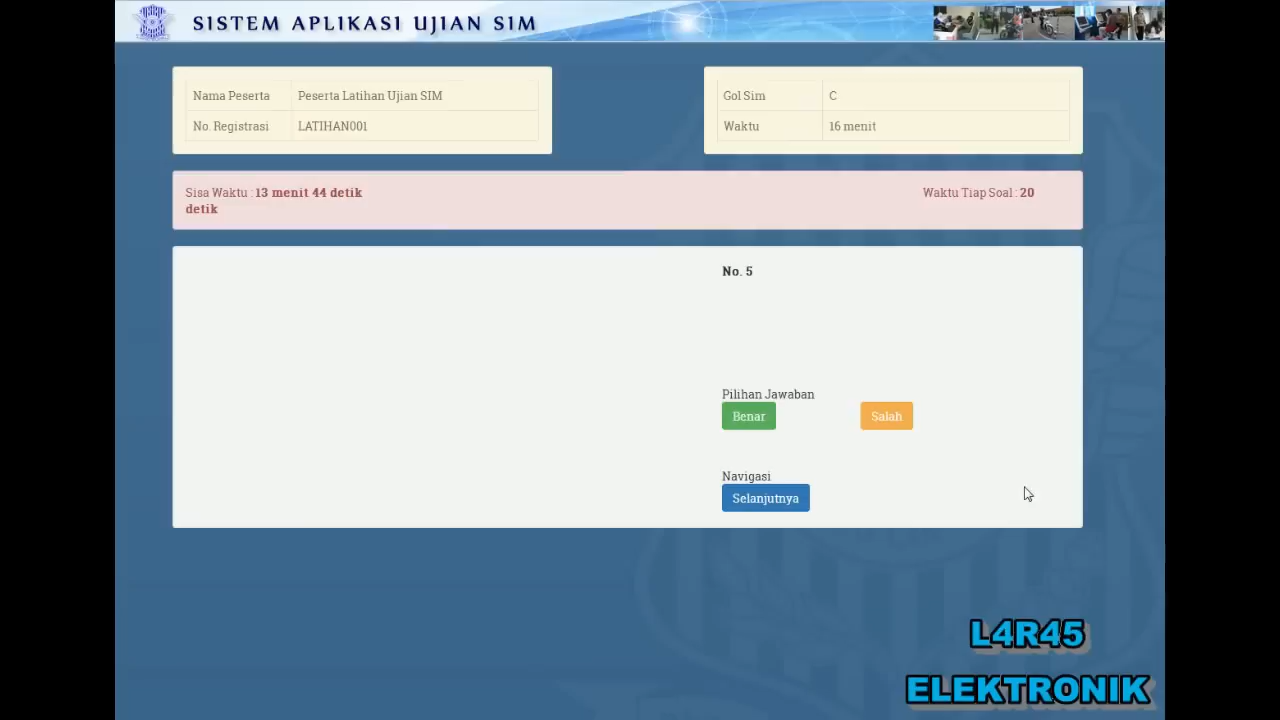 SISTEM APLIKASI UJIAN SIM
Nama Peserta Peserta Latihan Ujian SIM
No. Registrasi LATIHAN001
Gol Sim C
Waktu 16 menit
Sisa Waktu : 13 menit 44 detik
detik
Waktu Tiap Soal : 20
No. 5
Pilihan Jawaban
Benar Salah
Navigasi
Selanjutnya
L4R45
ELEKTRONIK